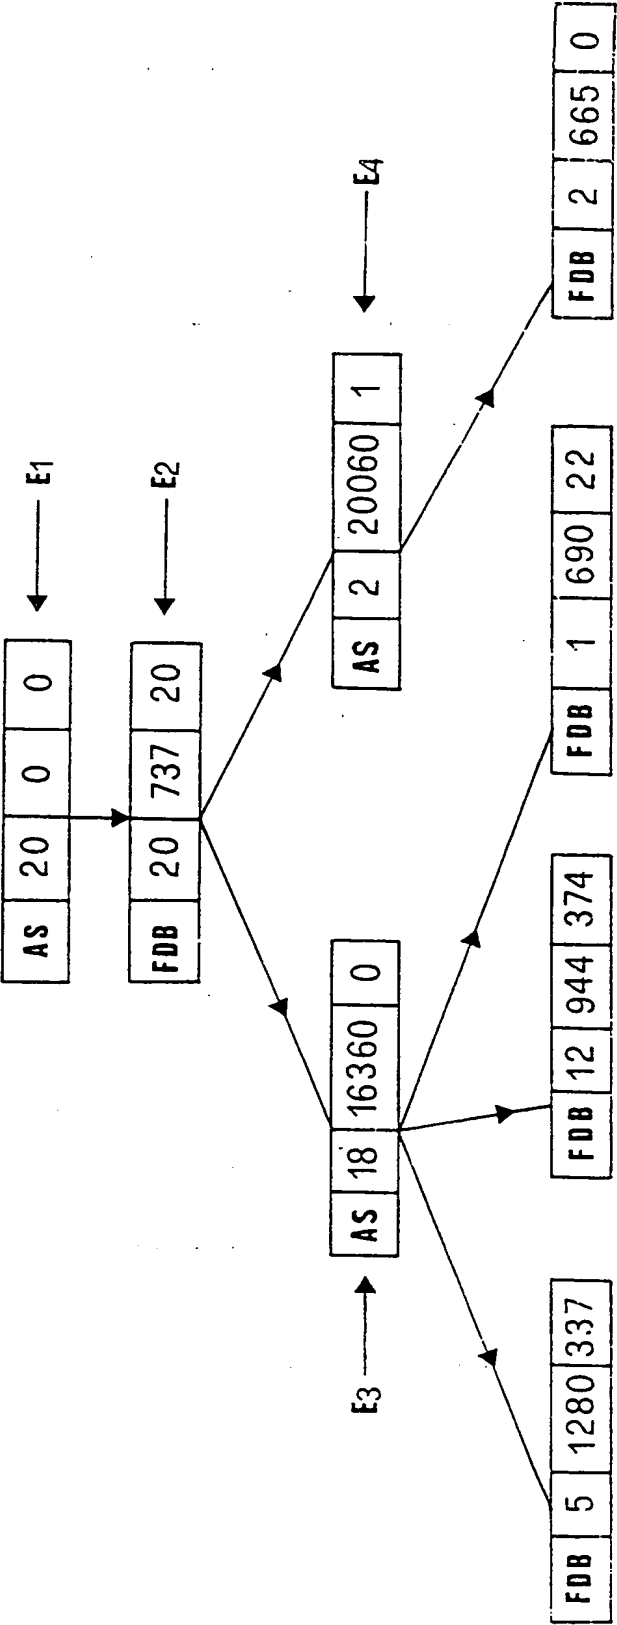 AS 20 0 0
E1
FDB 20 737 20
E2
E3
AS 18 16360 0
AS 2 20060 1
E4
FDB 5 1280 337
FDB 12 944 374
FDB 1 690 22
FDB 2 665 0